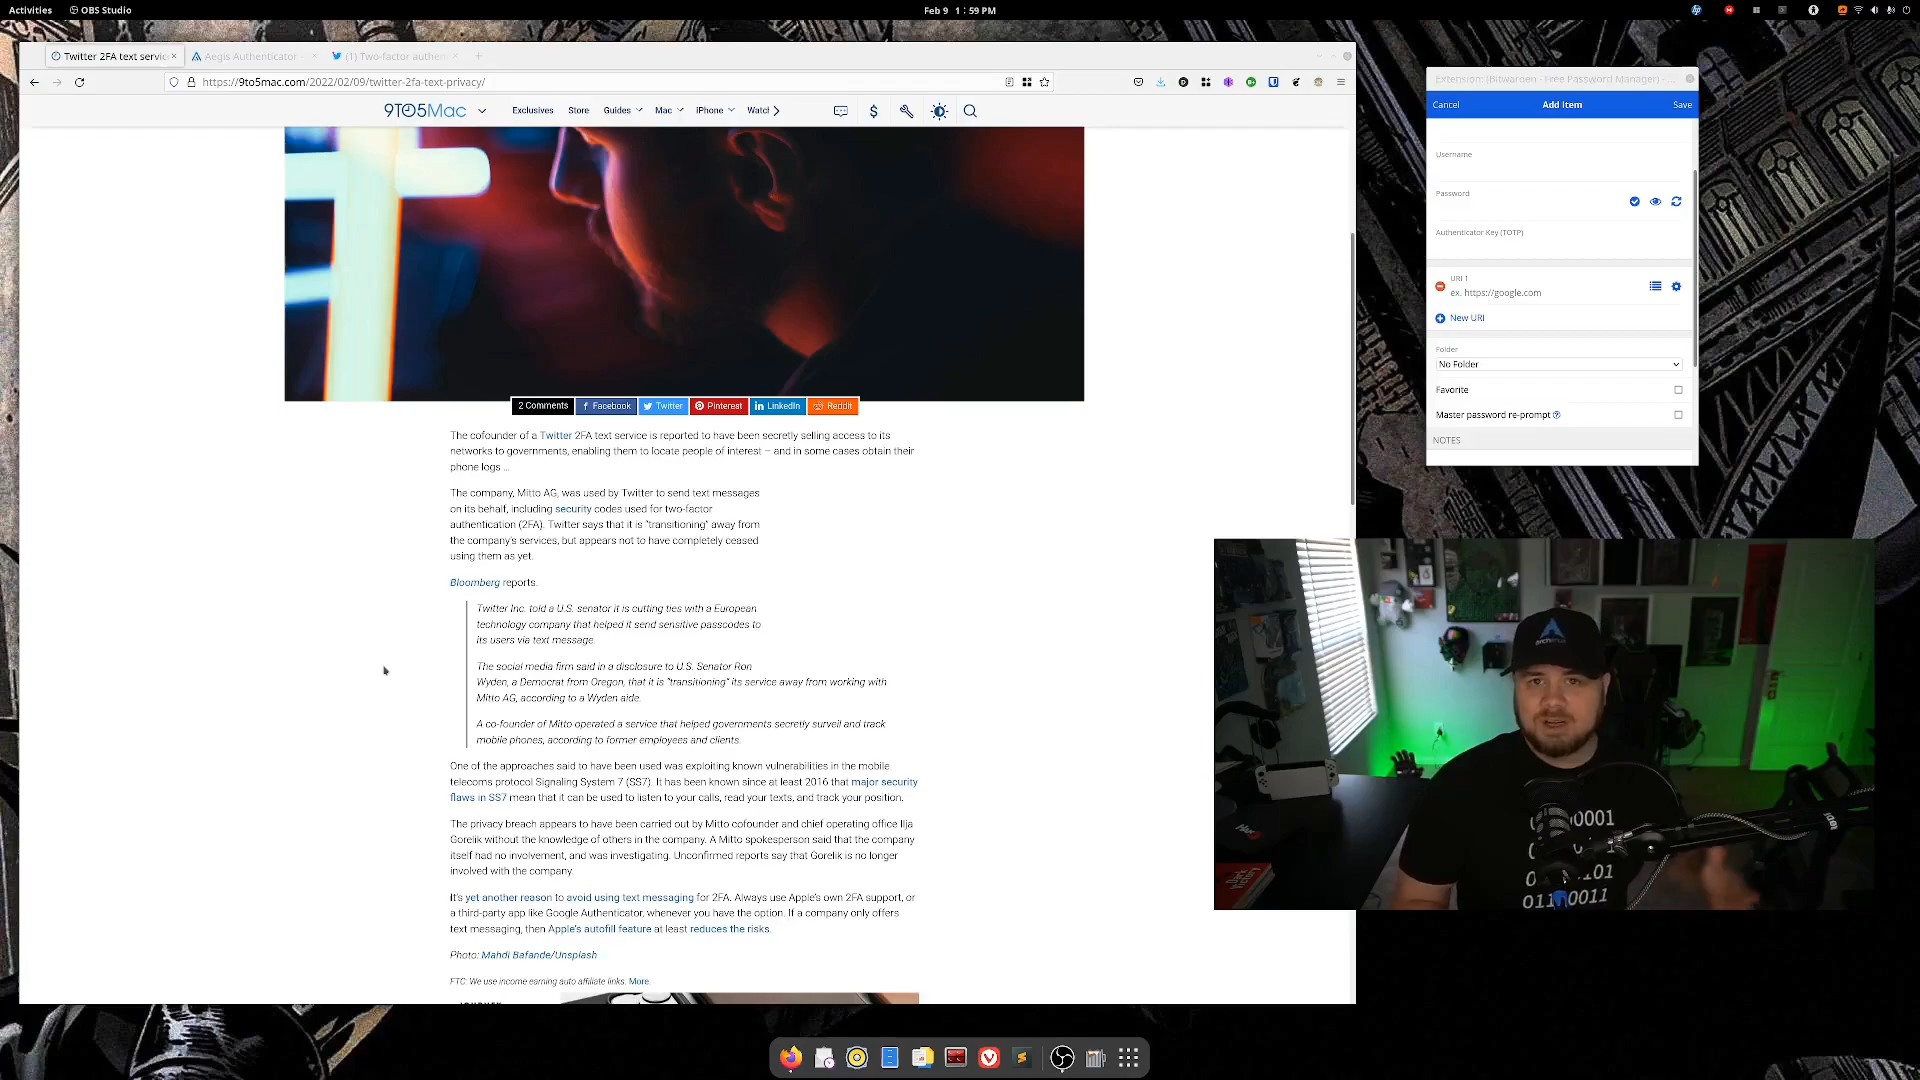 Activities
OBS Studio
Feb 9 1:59 PM
Twitter 2FA text servic
Aegis Authenticator -
(1) Two-factor authen
https://9to5mac.com/2022/02/09/twitter-2fa-text-privacy/
9TO5Mac
Exclusives Store Guides Mac iPhone Watch
2 Comments Facebook Twitter Pinterest LinkedIn Reddit
The cofounder of a Twitter 2FA text service is reported to have been secretly selling access to its
networks to governments, enabling them to locate people of interest – and in some cases obtain their
phone logs ...
The company, Mitto AG, was used by Twitter to send text messages
on its behalf, including security codes used for two-factor
authentication (2FA). Twitter says that it is "transitioning" away from
the company's services, but appears not to have completely ceased
using them as yet.
Bloomberg reports.
Twitter Inc. told a U.S. senator it is cutting ties with a European
technology company that helped it send sensitive passcodes to
its users via text message.
The social media firm said in a disclosure to U.S. Senator Ron
Wyden, a Democrat from Oregon, that it is "transitioning" its service away from working with
Mitto AG, according to a Wyden aide.
A co-founder of Mitto operated a service that helped governments secretly surveil and track
mobile phones, according to former employees and clients.
One of the approaches said to have been used was exploiting known vulnerabilities in the mobile
telecoms protocol Signaling System 7 (SS7). It has been known since at least 2016 that major security
flaws in SS7 mean that it can be used to listen to your calls, read your texts, and track your position.
The privacy breach appears to have been carried out by Mitto cofounder and chief operating office Ilja
Gorelik without the knowledge of others in the company. A Mitto spokesperson said that the company
itself had no involvement, and was investigating. Unconfirmed reports say that Gorelik is no longer
involved with the company.
It's yet another reason to avoid using text messaging for 2FA. Always use Apple's own 2FA support, or
a third-party app like Google Authenticator, whenever you have the option. If a company only offers
text messaging, then Apple's autofill feature at least reduces the risks.
Photo: Mahdi Bafande/Unsplash
FTC: We use income earning auto affiliate links. More.
Extension: (Bitwarden - Free Password Manager) - ...
Cancel Add Item Save
Username
Password
Authenticator Key (TOTP)
URI 1
ex. https://google.com
New URI
Folder
No Folder
Favorite
Master password re-prompt
NOTES